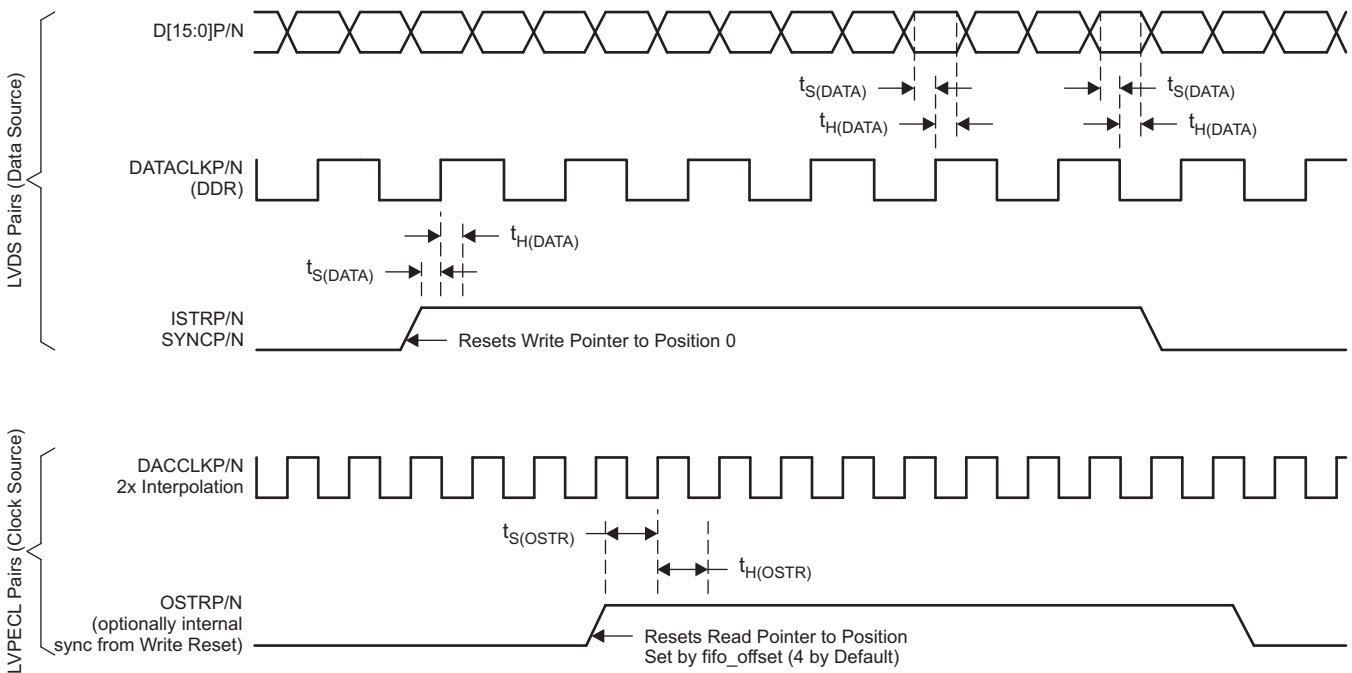 LVDS Pairs (Data Source)
D[15:0]P/N
tS(DATA)
tS(DATA)
tH(DATA)
tH(DATA)
DATACLKP/N
(DDR)
tH(DATA)
tS(DATA)
ISTRP/N
SYNCP/N
Resets Write Pointer to Position 0
LVPECL Pairs (Clock Source)
DACCLKP/N
2x Interpolation
tS(OSTR)
tH(OSTR)
OSTRP/N
(optionally internal
sync from Write Reset)
Resets Read Pointer to Position
Set by fifo_offset (4 by Default)